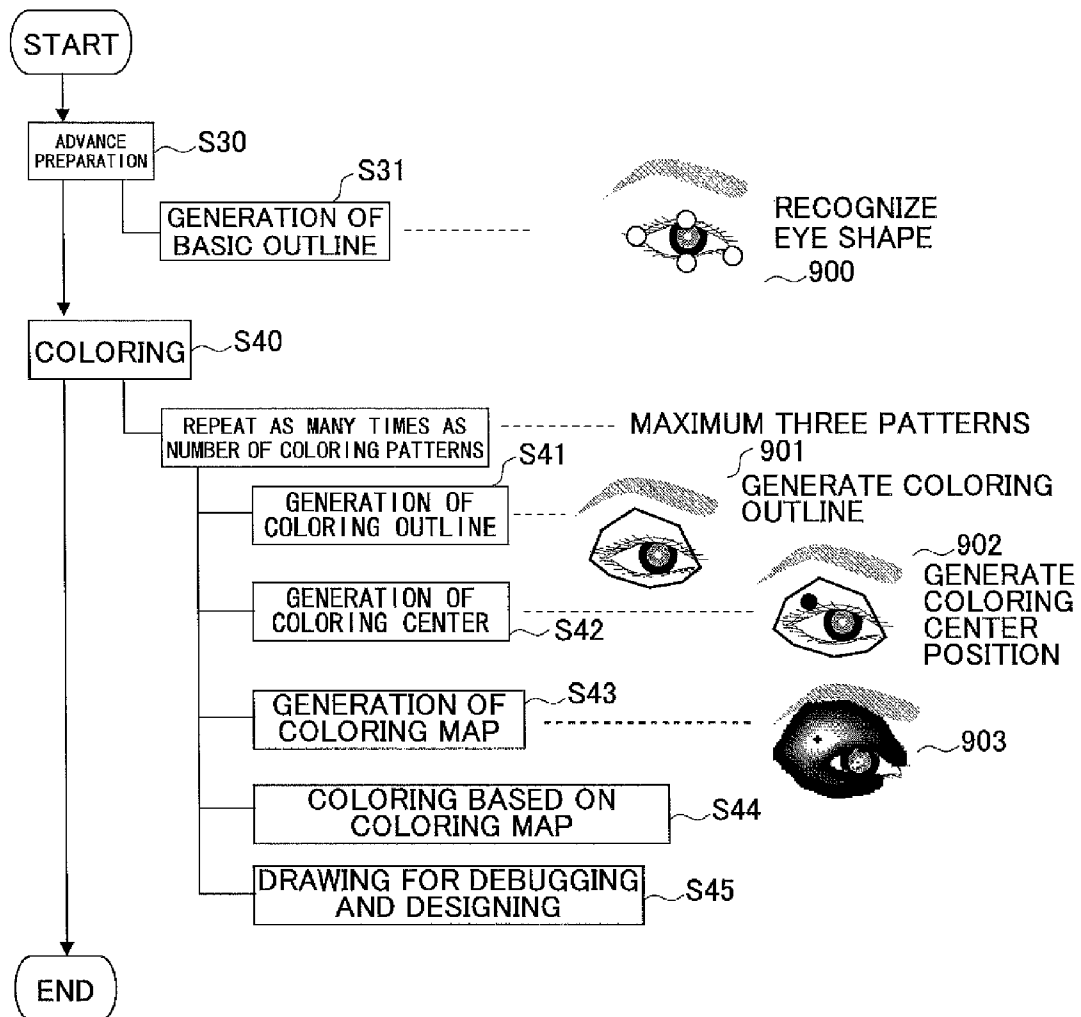 START
ADVANCE
PREPARATION
S30
S31
GENERATION OF
BASIC OUTLINE
RECOGNIZE
EYE SHAPE
900
COLORING
S40
REPEAT AS MANY TIMES AS
NUMBER OF COLORING PATTERNS
MAXIMUM THREE PATTERNS
S41
901
GENERATION OF
COLORING OUTLINE
GENERATE COLORING
OUTLINE
902
GENERATION OF
COLORING CENTER
S42
GENERATE
COLORING
CENTER
POSITION
S43
GENERATION OF
COLORING MAP
903
COLORING BASED ON
COLORING MAP
S44
DRAWING FOR DEBUGGING
AND DESIGNING
S45
END